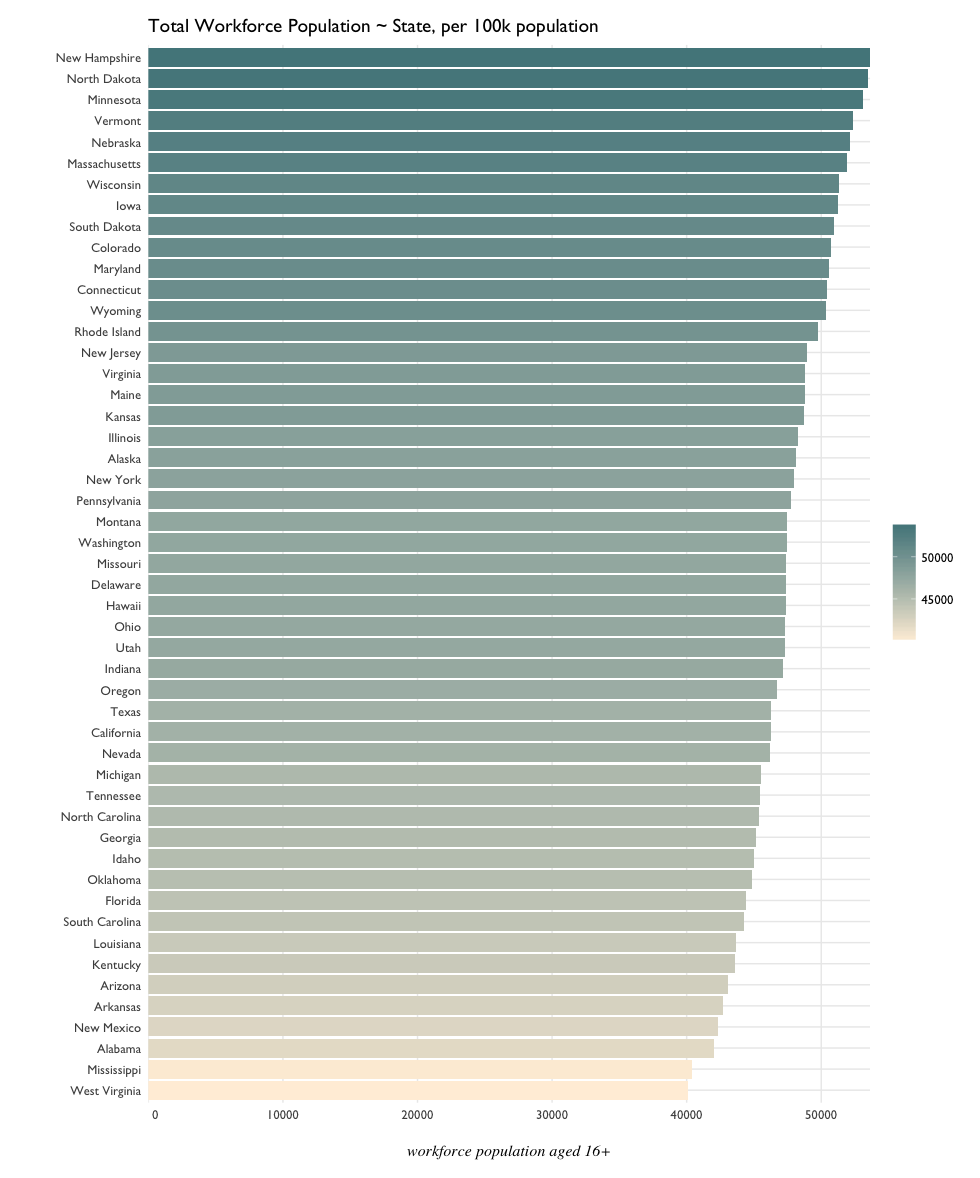 Total Workforce Population ~ State, per 100k population
New Hampshire
North Dakota
Minnesota
Vermont
Nebraska
Massachusetts
Wisconsin
Iowa
South Dakota
Colorado
Maryland
Connecticut
Wyoming
Rhode Island
New Jersey
Virginia
Maine
Kansas
Illinois
Alaska
New York
Pennsylvania
Montana
Washington
Missouri
Delaware
Hawaii
Ohio
Utah
Indiana
Oregon
Texas
California
Nevada
Michigan
Tennessee
North Carolina
Georgia
Idaho
Oklahoma
Florida
South Carolina
Louisiana
Kentucky
Arizona
Arkansas
New Mexico
Alabama
Mississippi
West Virginia
0 10000 20000 30000 40000 50000
workforce population aged 16+
50000
45000